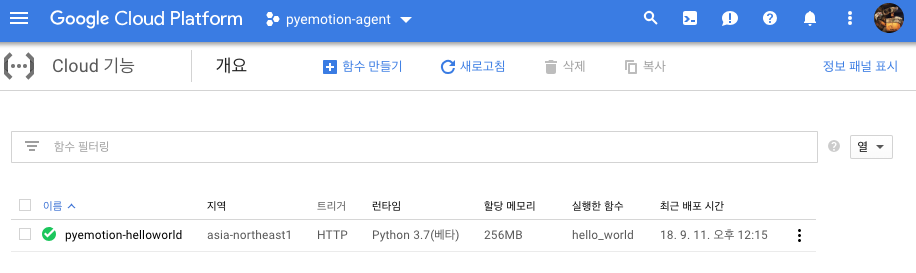 Google Cloud Platform pyemotion-agent
Cloud 기능 개요 함수 만들기 새로고침 삭제 복사 정보 패널 표시
함수 필터링 열
이름 지역 트리거 런타임 할당 메모리 실행한 함수 최근 배포 시간
pyemotion-helloworld asia-northeast1 HTTP Python 3.7(베타) 256MB hello_world 18. 9. 11. 오후 12:15